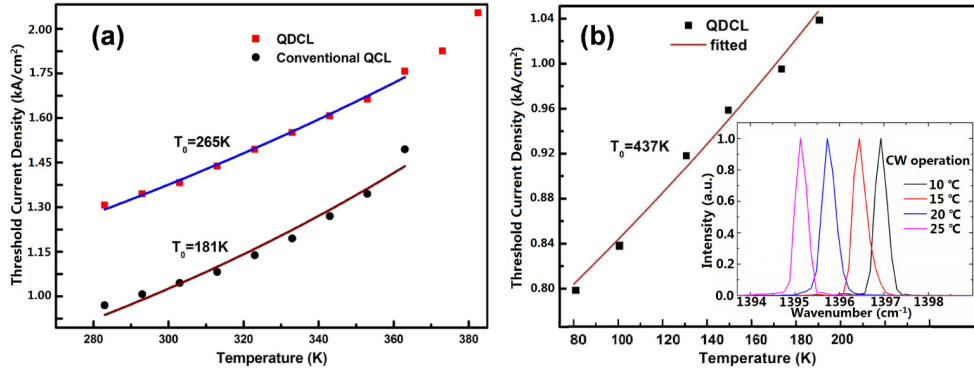 (a)
QDCL
Conventional QCL
T0=265K
T0=181K
Threshold Current Density (kA/cm2)
2.00
1.75
1.60
1.45
1.30
1.15
1.00
280 300 320 340 360 380 400
Temperature (K)
(b)
QDCL
fitted
T0=437K
Threshold Current Density (kA/cm2)
1.04
1.00
0.96
0.92
0.88
0.84
0.80
80 100 120 140 160 180 200
Temperature (K)
CW operation
10 ℃
15 ℃
20 ℃
25 ℃
Intensity (a.u.)
1.0
0.8
0.6
0.4
0.2
0.0
1394 1395 1396 1397 1398
Wavenumber (cm-1)